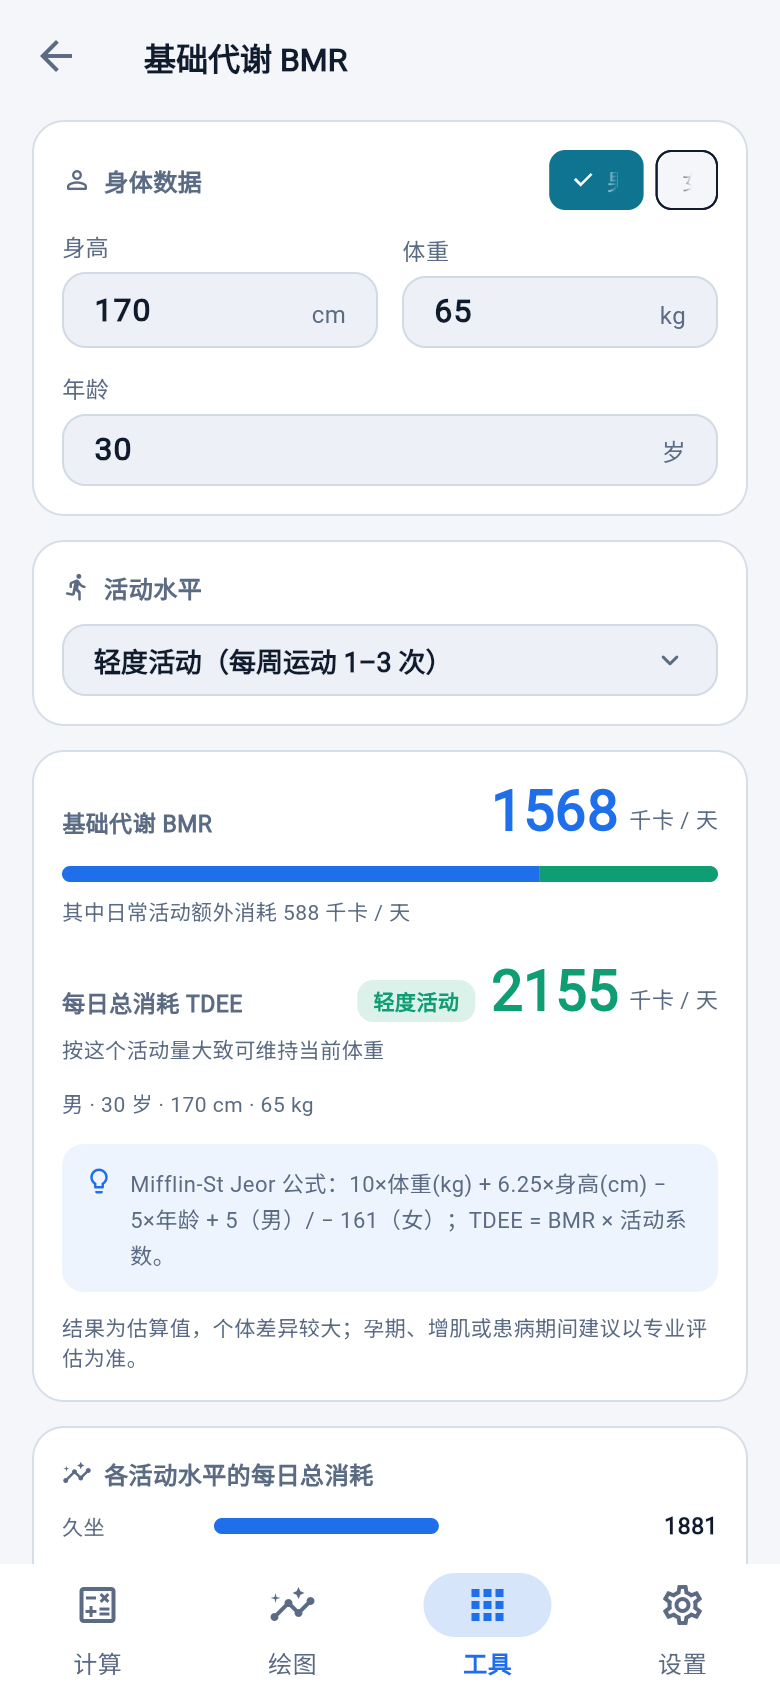 基础代谢 BMR
身体数据
身高
体重
170 cm
65 kg
年龄
30 岁
活动水平
轻度活动（每周运动 1–3 次）
基础代谢 BMR 1568 千卡 / 天
其中日常活动额外消耗 588 千卡 / 天
每日总消耗 TDEE 轻度活动 2155 千卡 / 天
按这个活动量大致可维持当前体重
男 · 30 岁 · 170 cm · 65 kg
Mifflin-St Jeor 公式：10×体重(kg) + 6.25×身高(cm) −
5×年龄 + 5（男）/ − 161（女）；TDEE = BMR × 活动系
数。
结果为估算值，个体差异较大；孕期、增肌或患病期间建议以专业评
估为准。
各活动水平的每日总消耗
久坐 1881
计算
绘图
工具
设置